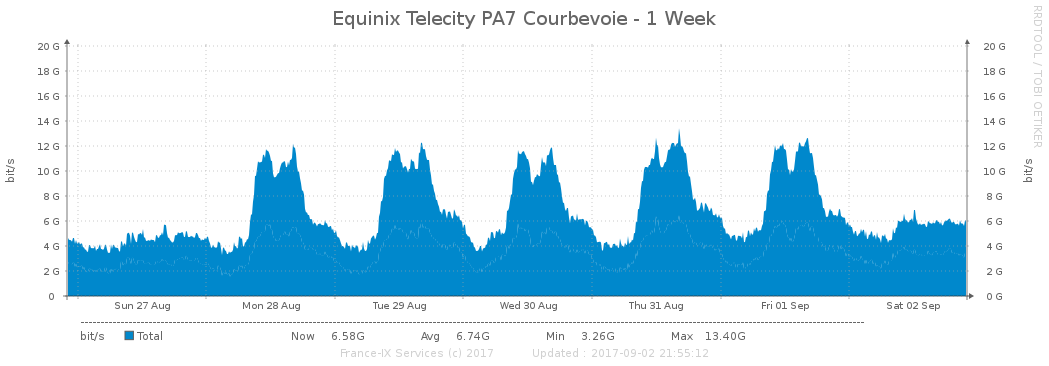 Equinix Telecity PA7 Courbevoie - 1 Week
RRDTOOL / TOBI OETIKER
20 G 20 G
18 G 18 G
16 G 16 G
14 G 14 G
12 G 12 G
10 G 10 G
8 G 8 G
6 G 6 G
4 G 4 G
2 G 2 G
0 0 G
bit/s
bit/s
Sun 27 Aug Mon 28 Aug Tue 29 Aug Wed 30 Aug Thu 31 Aug Fri 01 Sep Sat 02 Sep
bit/s Total Now 6.58G Avg 6.74G Min 3.26G Max 13.40G
France-IX Services (c) 2017 Updated : 2017-09-02 21:55:12